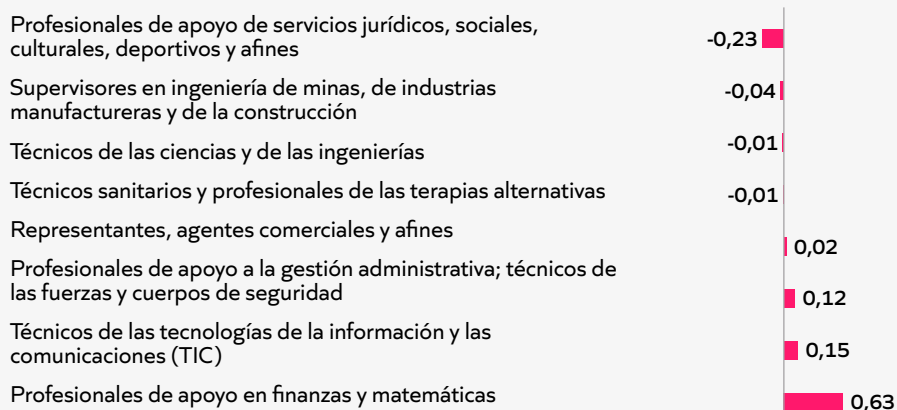 Profesionales de apoyo de servicios jurídicos, sociales,
culturales, deportivos y afines
-0,23
Supervisores en ingeniería de minas, de industrias
manufactureras y de la construcción
-0,04
Técnicos de las ciencias y de las ingenierías
-0,01
Técnicos sanitarios y profesionales de las terapias alternativas
-0,01
Representantes, agentes comerciales y afines
0,02
Profesionales de apoyo a la gestión administrativa; técnicos de
las fuerzas y cuerpos de seguridad
0,12
Técnicos de las tecnologías de la información y las
comunicaciones (TIC)
0,15
Profesionales de apoyo en finanzas y matemáticas
0,63